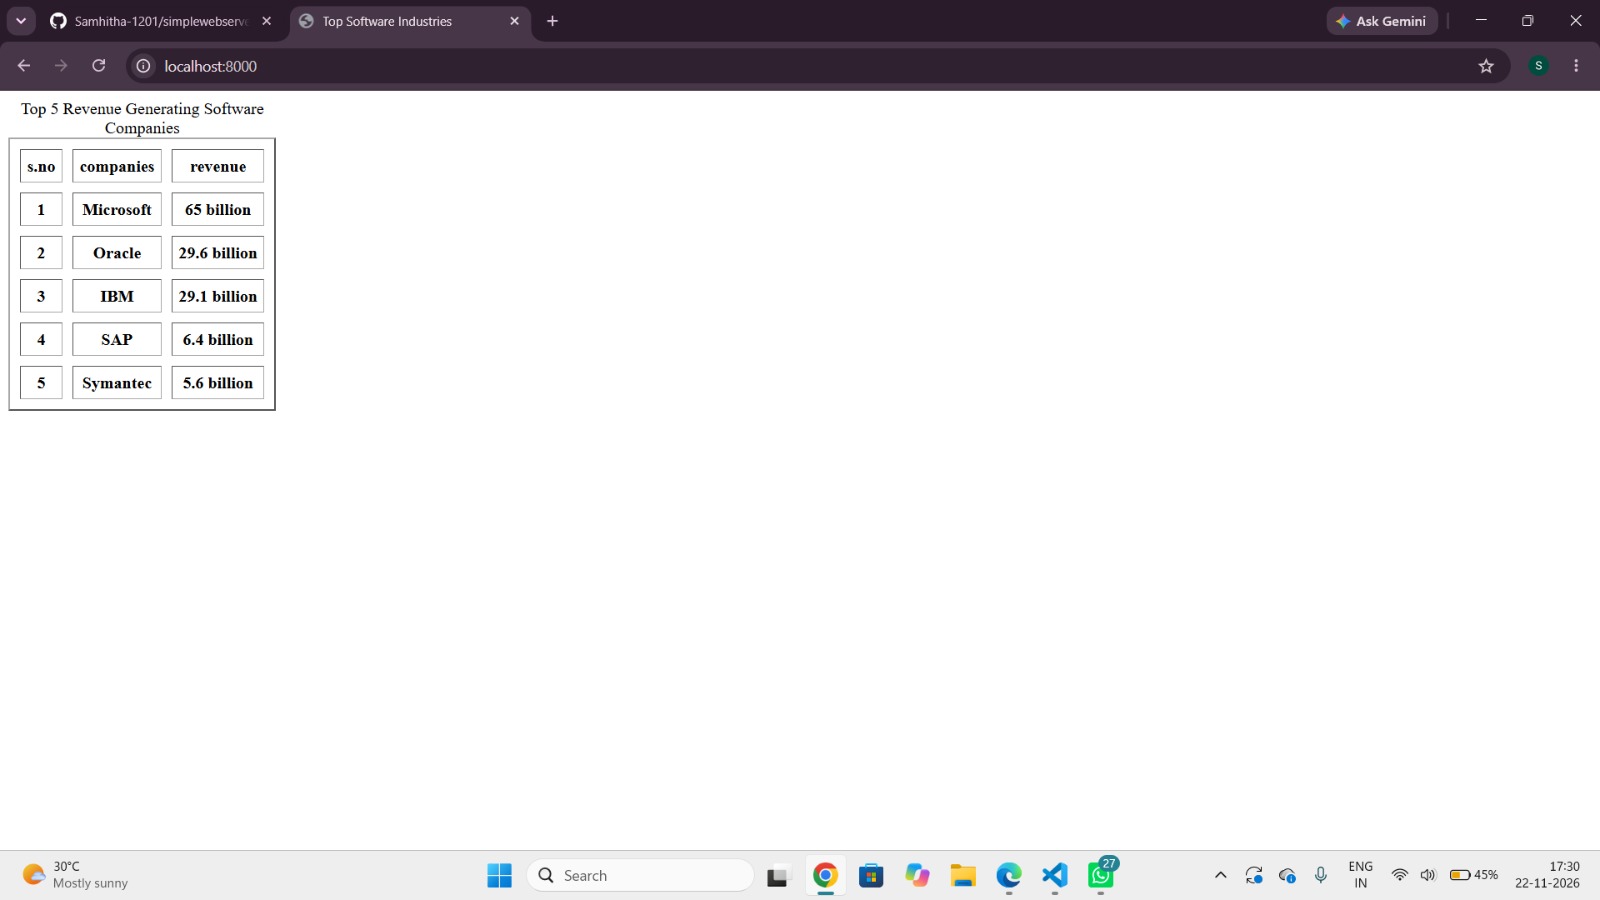 Samhitha-1201/simplewebserve
Top Software Industries
Ask Gemini
localhost:8000
S
Top 5 Revenue Generating Software
Companies
s.no companies revenue
1 Microsoft 65 billion
2 Oracle 29.6 billion
3 IBM 29.1 billion
4 SAP 6.4 billion
5 Symantec 5.6 billion
30°C
Mostly sunny
Search
27
ENG
IN
45%
17:30
22-11-2026